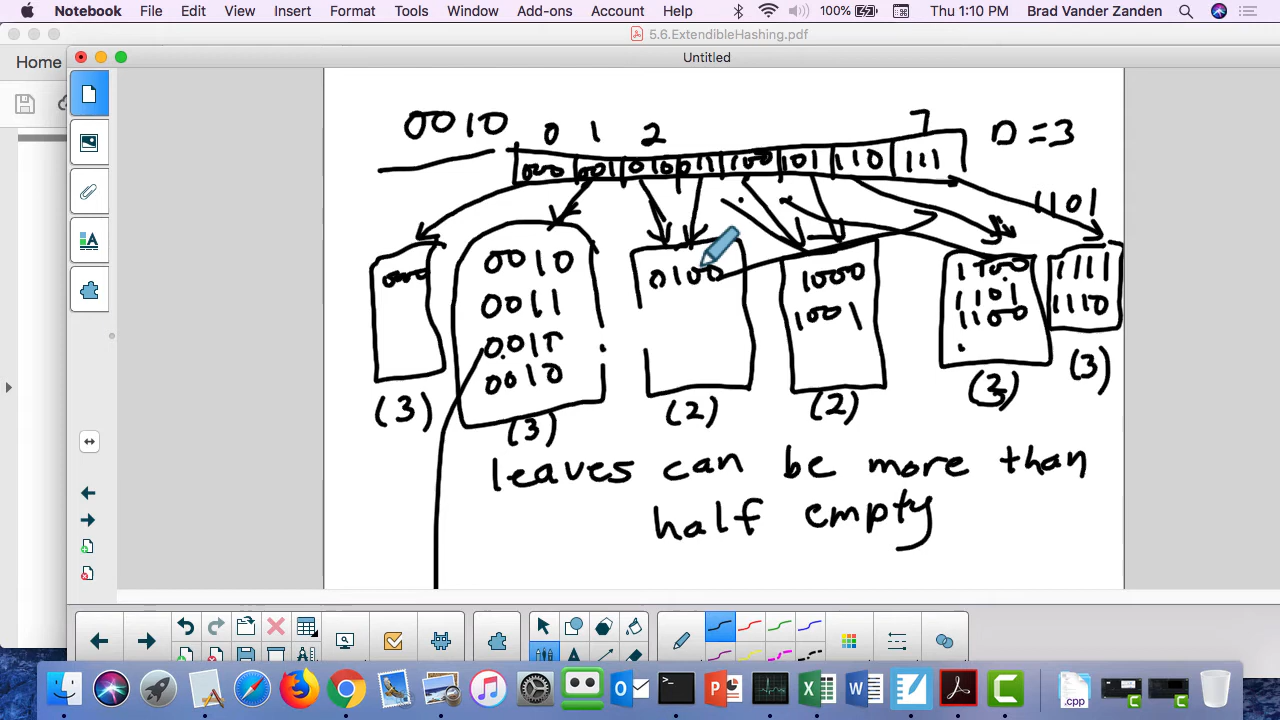 Notebook File Edit View Insert Format Tools Window Add-ons Account Help 100% Thu 1:10 PM Brad Vander Zanden
5.6.ExtendibleHashing.pdf
Untitled
Home
0010 0 1 2 7 D=3
000 001 010 011 100 101 110 111
1101
0010 0100 1000 1100 1111
0011 1001 1101 1110
0011 1100
0010
(3) (3) (2) (2) (3) (3)
leaves can be more than
half empty